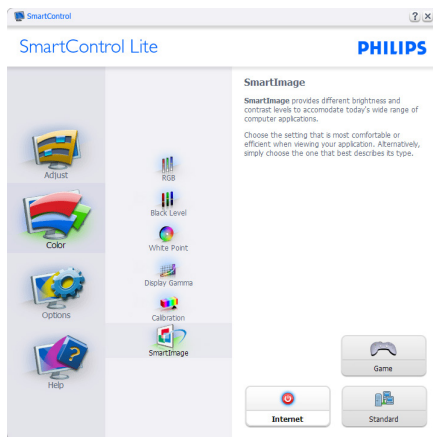 SmartControl
SmartControl Lite
PHILIPS
Adjust
Color
Options
Help
RGB
Black Level
White Point
Display Gamma
Calibration
SmartImage
SmartImage
SmartImage provides different brightness and
contrast levels to accomodate today's wide range of
computer applications.
Choose the setting that is most comfortable or
efficient when viewing your application. Alternatively,
simply choose the one that best describes its type.
Game
Internet
Standard